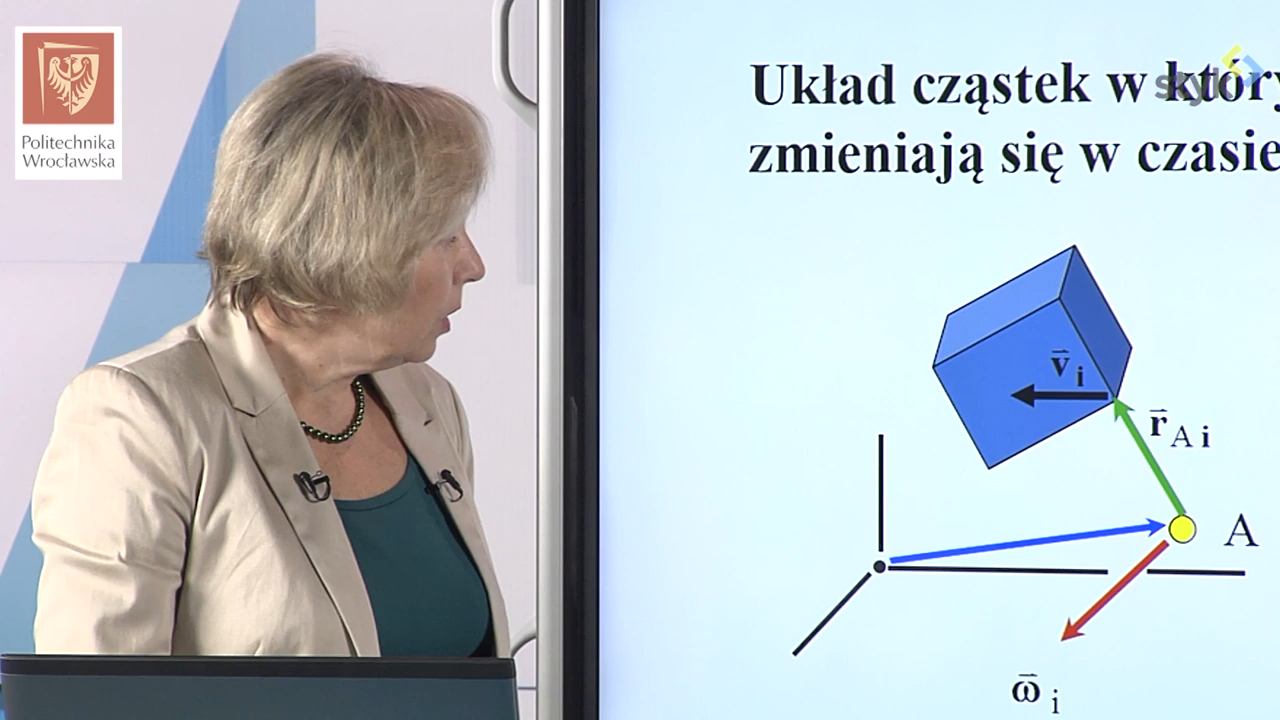 Politechnika
Wrocławska
Układ cząstek w któr
zmieniają się w czasie
v̄ i
r̄ A i
A
ω̄ i